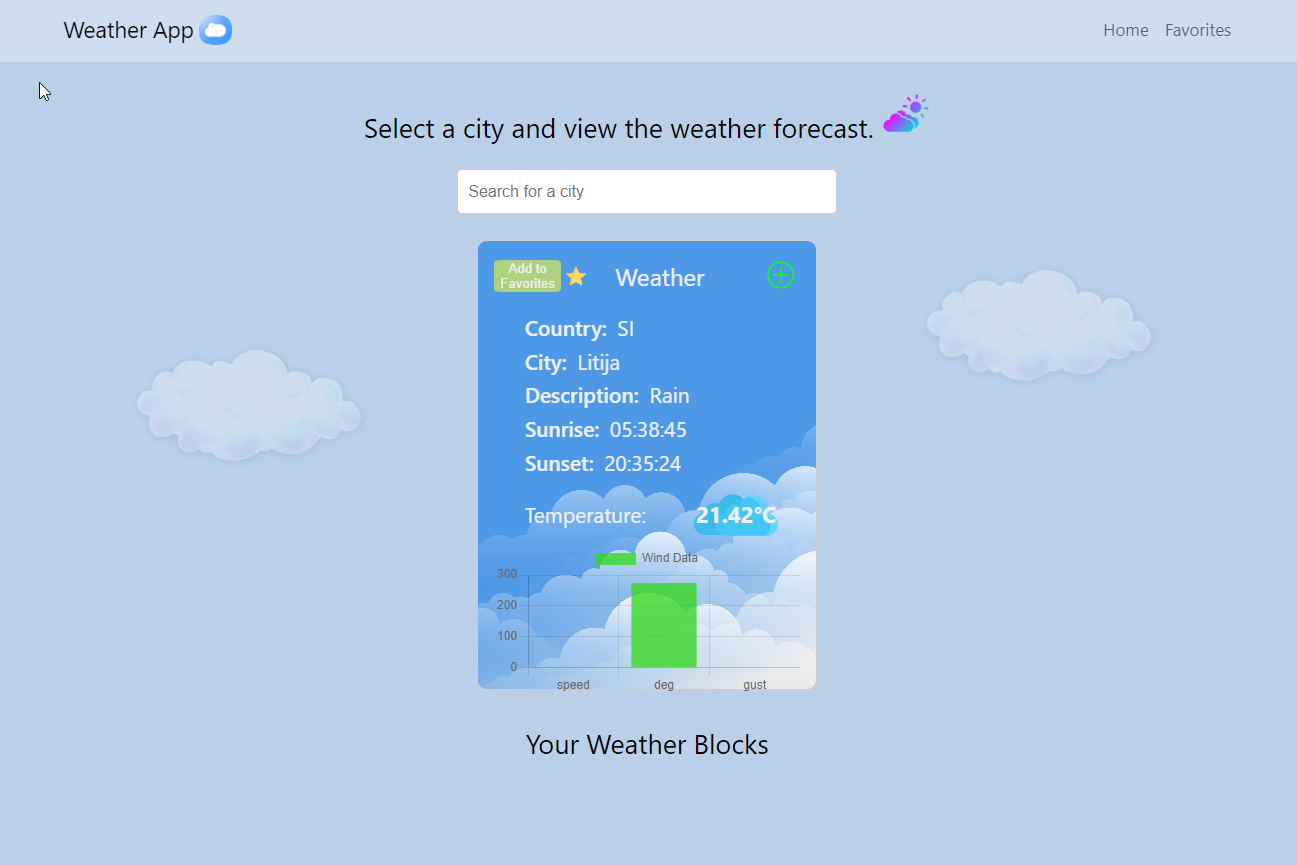 Weather App
Home Favorites
Select a city and view the weather forecast.
Search for a city
Add to
Favorites
Weather
Country: SI
City: Litija
Description: Rain
Sunrise: 05:38:45
Sunset: 20:35:24
Temperature: 21.42°C
Wind Data
300
200
100
0
speed deg gust
Your Weather Blocks